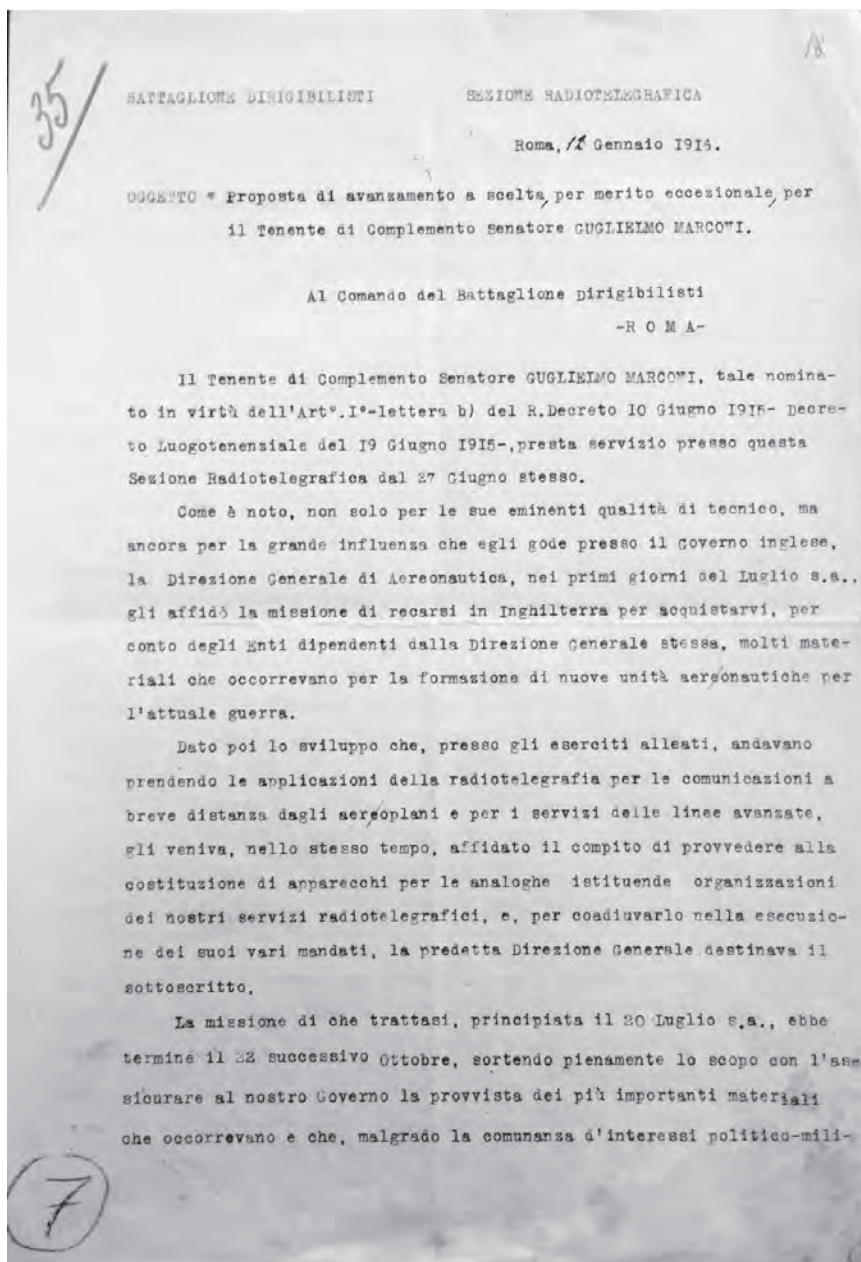 35/
18
BATTAGLIONE DIRIGIBILISTI SEZIONE RADIOTELEGRAFICA
Roma, 12 Gennaio I916.
OGGETTO = Proposta di avanzamento a scelta, per merito eccezionale, per
il Tenente di Complemento Senatore GUGLIELMO MARCONI.
Al Comando del Battaglione Dirigibilisti
-R O M A-
Il Tenente di Complemento Senatore GUGLIELMO MARCONI, tale nomina-
to in virtù dell'Art°.I°-lettera b) del R.Decreto IO Giugno I9I5- Decre-
to Luogotenenziale del I9 Giugno I9I5-,presta servizio presso questa
Sezione Radiotelegrafica dal 27 Giugno stesso.
Come è noto, non solo per le sue eminenti qualità di tecnico, ma
ancora per la grande influenza che egli gode presso il Governo inglese,
la Direzione Generale di Aereonautica, nei primi giorni del Luglio s.a.,
gli affidò la missione di recarsi in Inghilterra per acquistarvi, per
conto degli Enti dipendenti dalla Direzione Generale stessa, molti mate-
riali che occorrevano per la formazione di nuove unità aereonautiche per
l'attuale guerra.
Dato poi lo sviluppo che, presso gli eserciti alleati, andavano
prendendo le applicazioni della radiotelegrafia per le comunicazioni a
breve distanza dagli aereoplani e per i servizi delle linee avanzate,
gli veniva, nello stesso tempo, affidato il compito di provvedere alla
costituzione di apparecchi per le analoghe istituende organizzazioni
dei nostri servizi radiotelegrafici, e, per coadiuvarlo nella esecuzio-
ne dei suoi vari mandati, la predetta Direzione Generale destinava il
sottoscritto.
La missione di che trattasi, principiata il 20 Luglio s.a., ebbe
termine il 22 successivo Ottobre, sortendo pienamente lo scopo con l'as-
sicurare al nostro Governo la provvista dei più importanti materiali
che occorrevano e che, malgrado la comunanza d'interessi politico-mili-
7